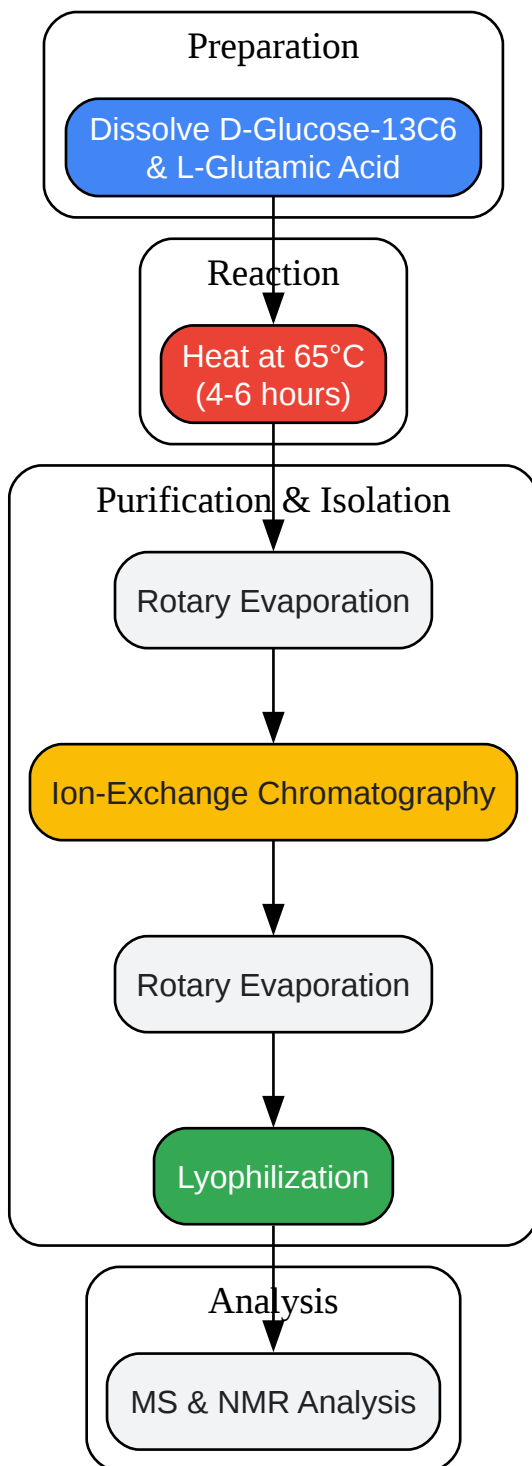 Preparation
Dissolve D-Glucose-13C6
& L-Glutamic Acid
Reaction
Heat at 65°C
(4-6 hours)
Purification & Isolation
Rotary Evaporation
Ion-Exchange Chromatography
Rotary Evaporation
Lyophilization
Analysis
MS & NMR Analysis